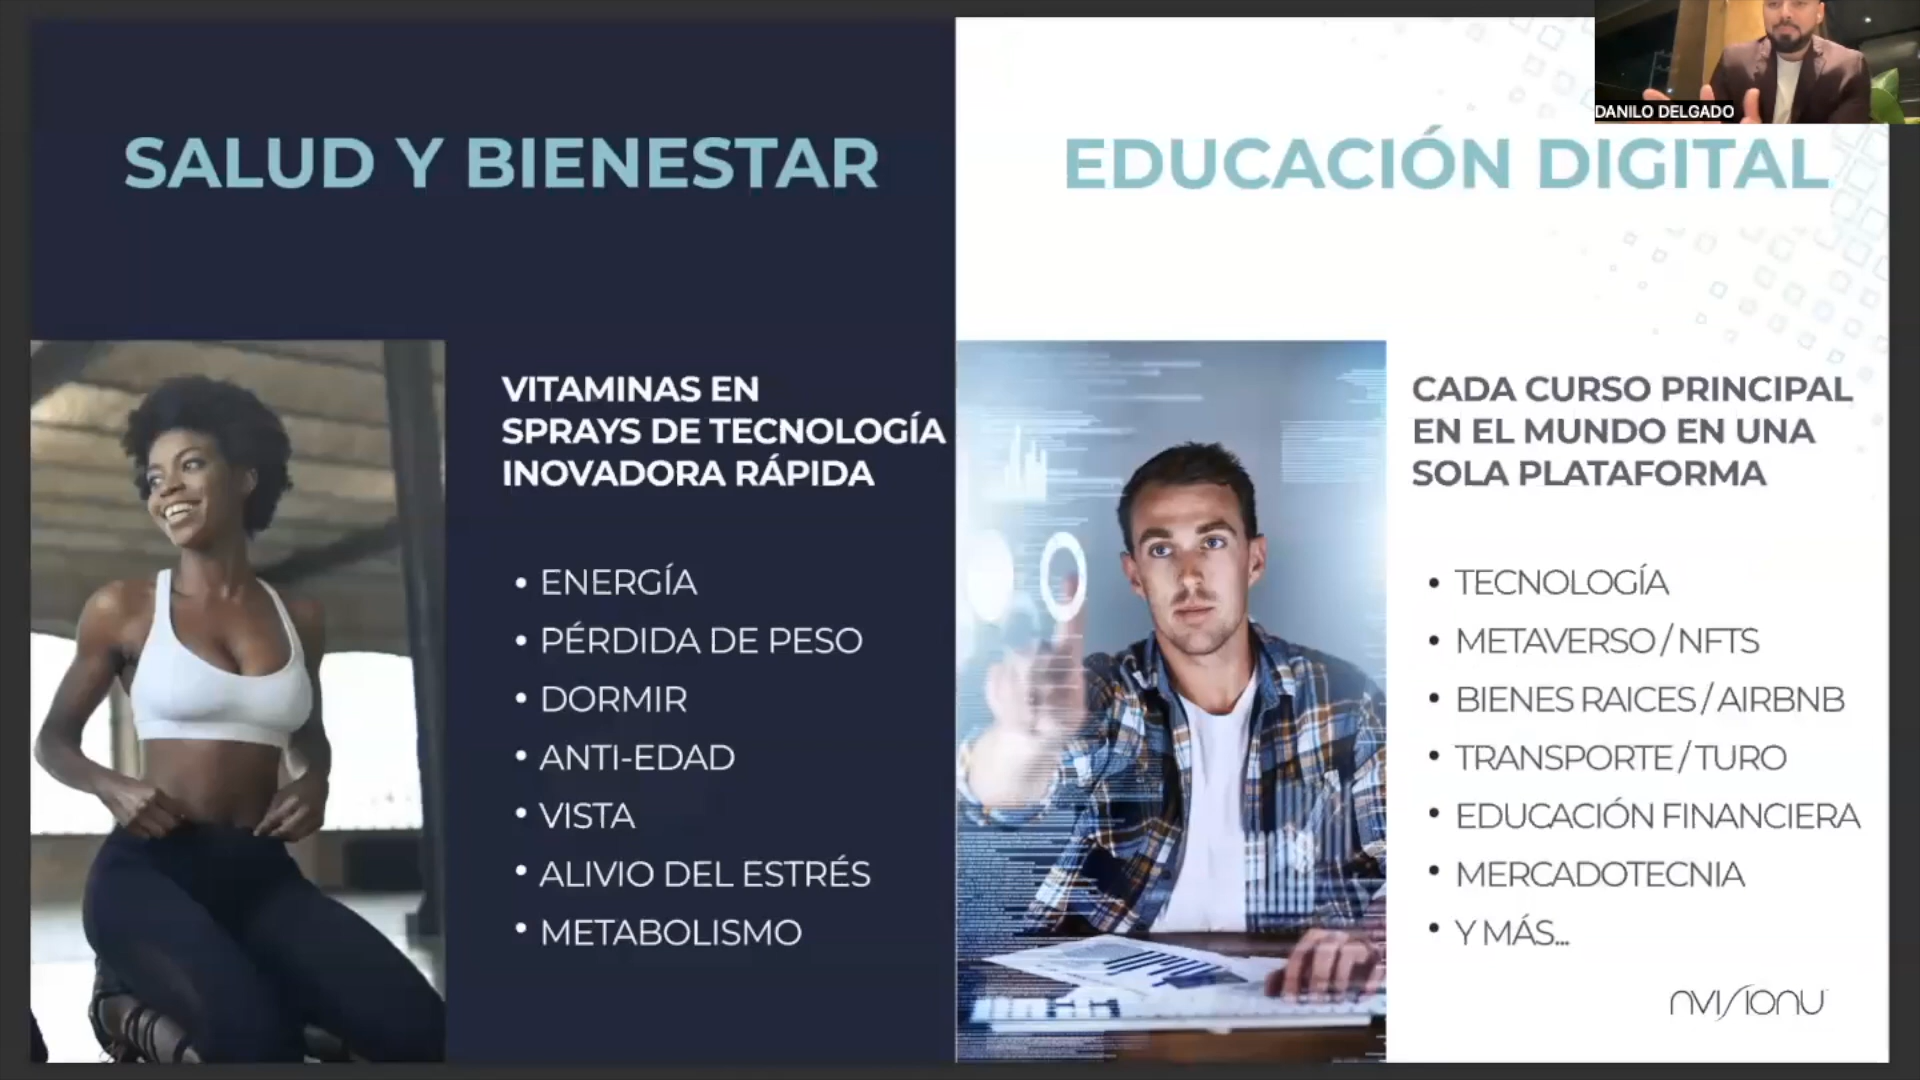 DANILO DELGADO
SALUD Y BIENESTAR
VITAMINAS EN
SPRAYS DE TECNOLOGÍA
INOVADORA RÁPIDA
• ENERGÍA
• PÉRDIDA DE PESO
• DORMIR
• ANTI-EDAD
• VISTA
• ALIVIO DEL ESTRÉS
• METABOLISMO
EDUCACIÓN DIGITAL
CADA CURSO PRINCIPAL
EN EL MUNDO EN UNA
SOLA PLATAFORMA
• TECNOLOGÍA
• METAVERSO / NFTS
• BIENES RAICES / AIRBNB
• TRANSPORTE / TURO
• EDUCACIÓN FINANCIERA
• MERCADOTECNIA
• Y MÁS...
nvisionu